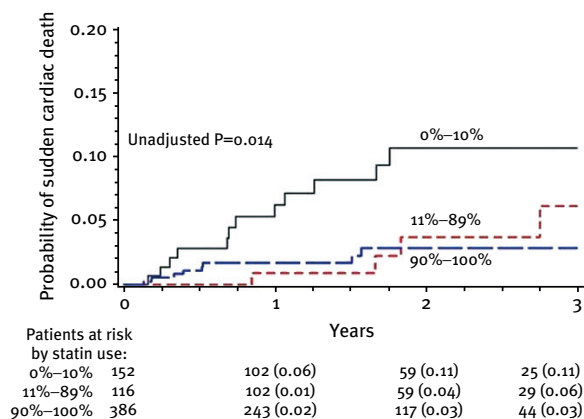 0.20
0.15
0.10
0.05
0.00
Probability of sudden cardiac death
Unadjusted P=0.014
0%–10%
11%–89%
90%–100%
0 1 2 3
Years
Patients at risk
by statin use:
0%–10% 152 102 (0.06) 59 (0.11) 25 (0.11)
11%–89% 116 102 (0.01) 59 (0.04) 29 (0.06)
90%–100% 386 243 (0.02) 117 (0.03) 44 (0.03)